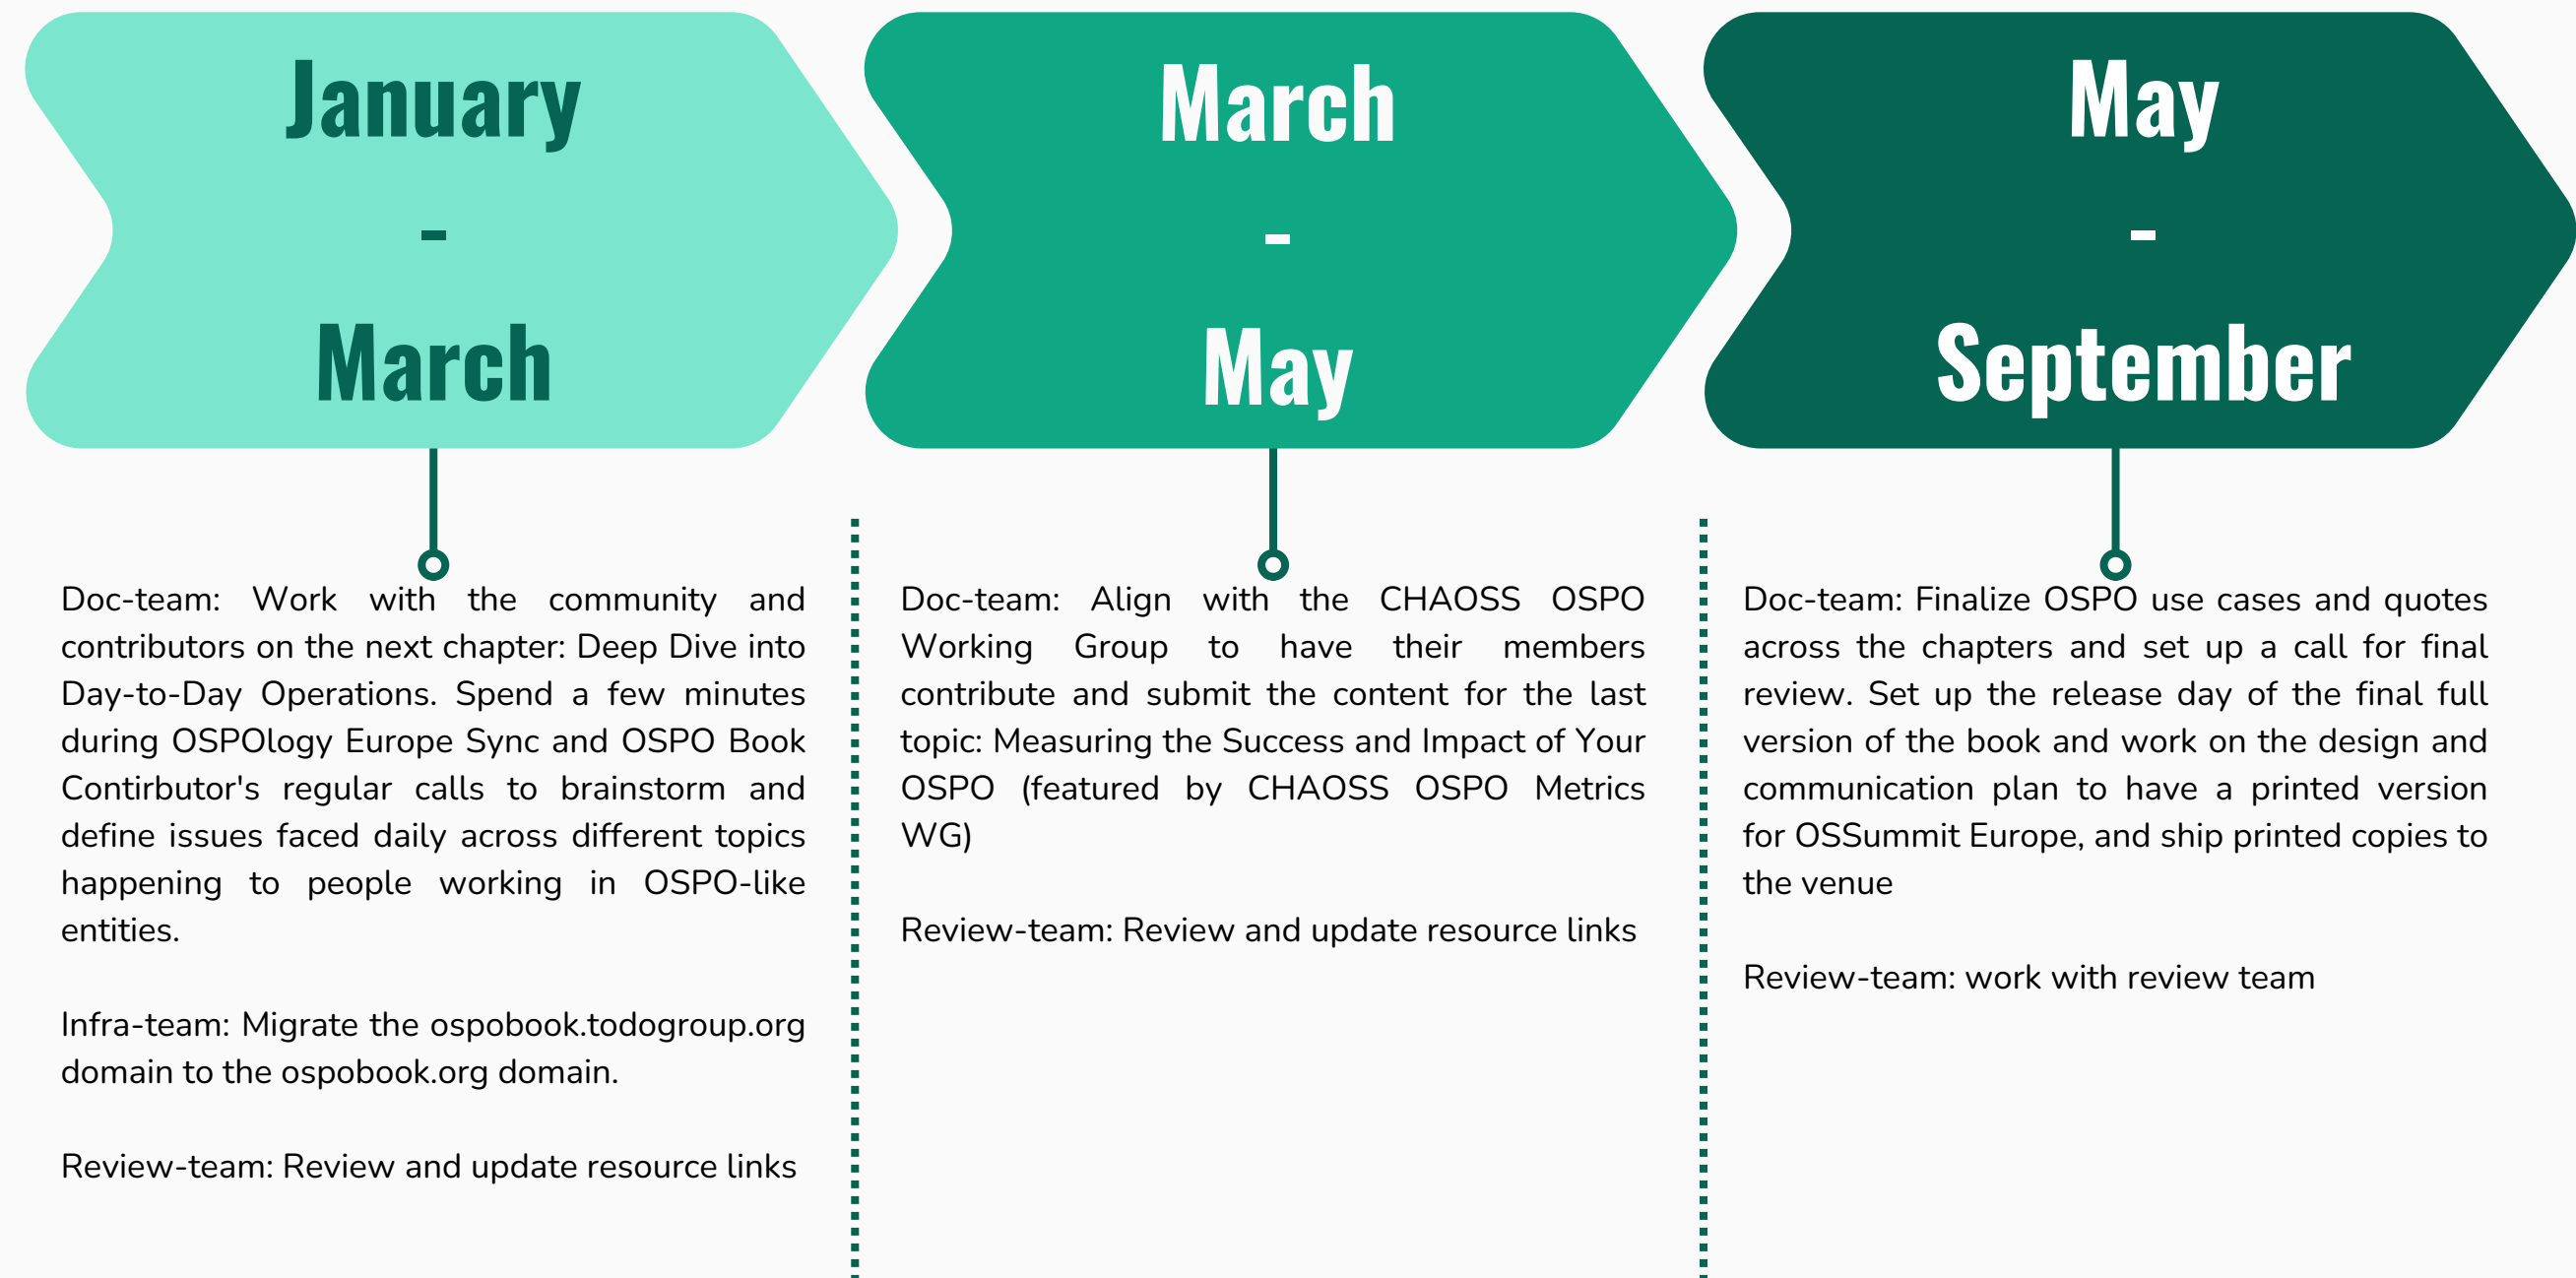 January
-
March
March
-
May
May
-
September
Doc-team: Work with the community and
contributors on the next chapter: Deep Dive into
Day-to-Day Operations. Spend a few minutes
during OSPOlogy Europe Sync and OSPO Book
Contirbutor's regular calls to brainstorm and
define issues faced daily across different topics
happening to people working in OSPO-like
entities.
Infra-team: Migrate the ospobook.todogroup.org
domain to the ospobook.org domain.
Review-team: Review and update resource links
Doc-team: Align with the CHAOSS OSPO
Working Group to have their members
contribute and submit the content for the last
topic: Measuring the Success and Impact of Your
OSPO (featured by CHAOSS OSPO Metrics
WG)
Review-team: Review and update resource links
Doc-team: Finalize OSPO use cases and quotes
across the chapters and set up a call for final
review. Set up the release day of the final full
version of the book and work on the design and
communication plan to have a printed version
for OSSummit Europe, and ship printed copies to
the venue
Review-team: work with review team